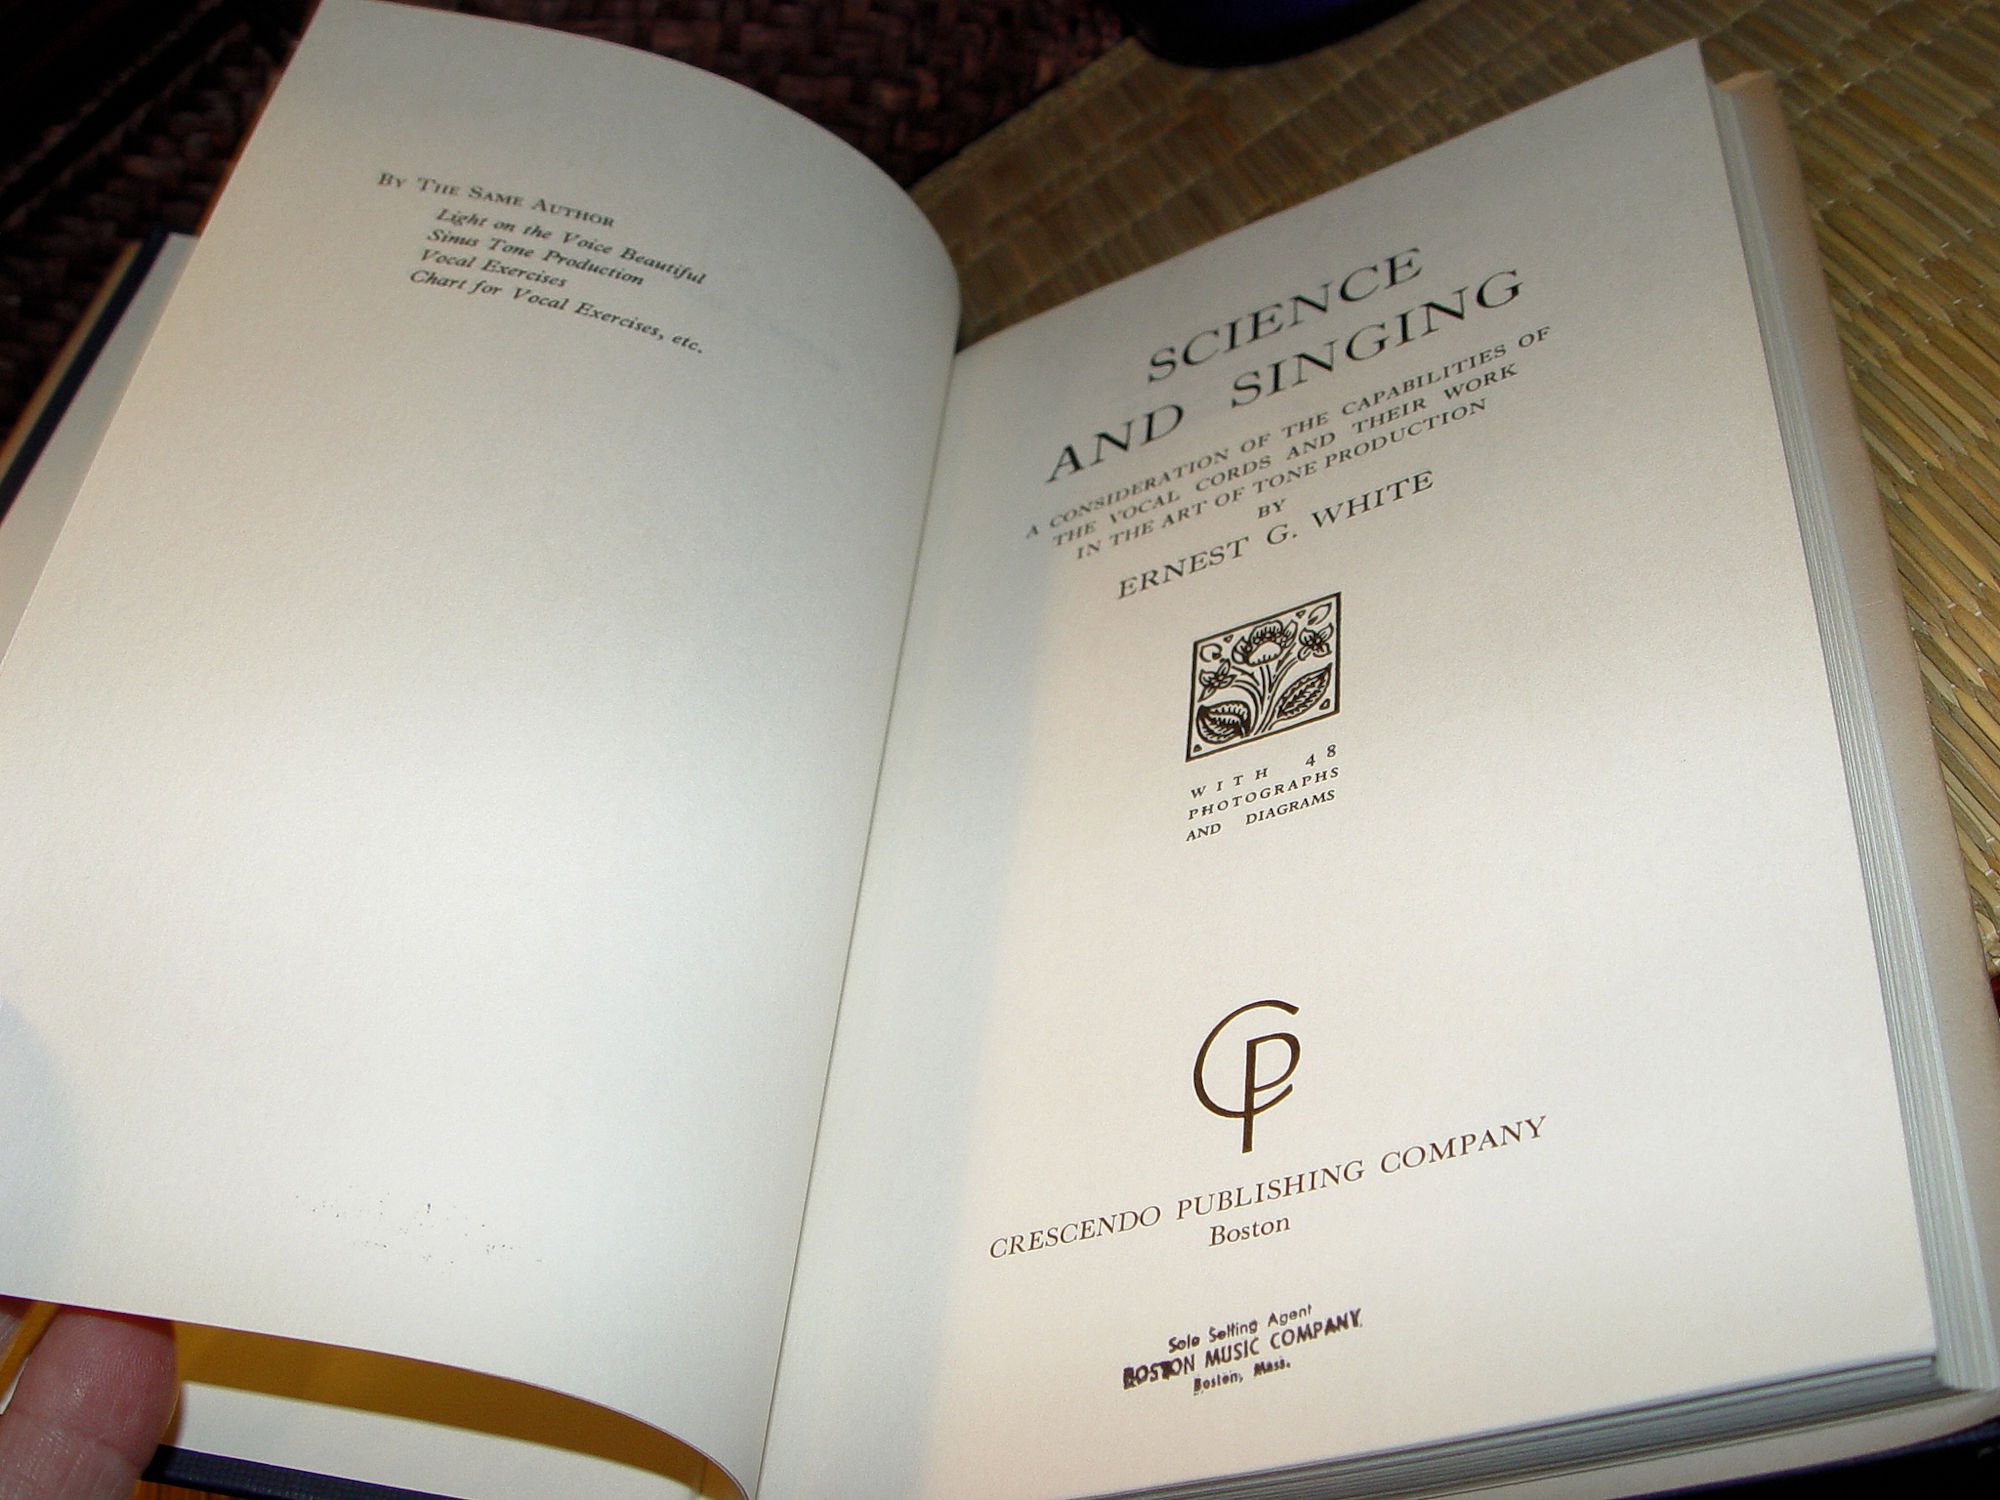 BY THE SAME AUTHOR
Light on the Voice Beautiful
Sinus Tone Production
Vocal Exercises
Chart for Vocal Exercises, etc.
SCIENCE
AND SINGING
A CONSIDERATION OF THE CAPABILITIES OF
THE VOCAL CORDS AND THEIR WORK
IN THE ART OF TONE PRODUCTION
BY
ERNEST G. WHITE
WITH 48
PHOTOGRAPHS
AND DIAGRAMS
CP
CRESCENDO PUBLISHING COMPANY
Boston
Sole Selling Agent
BOSTON MUSIC COMPANY
Boston, Mass.